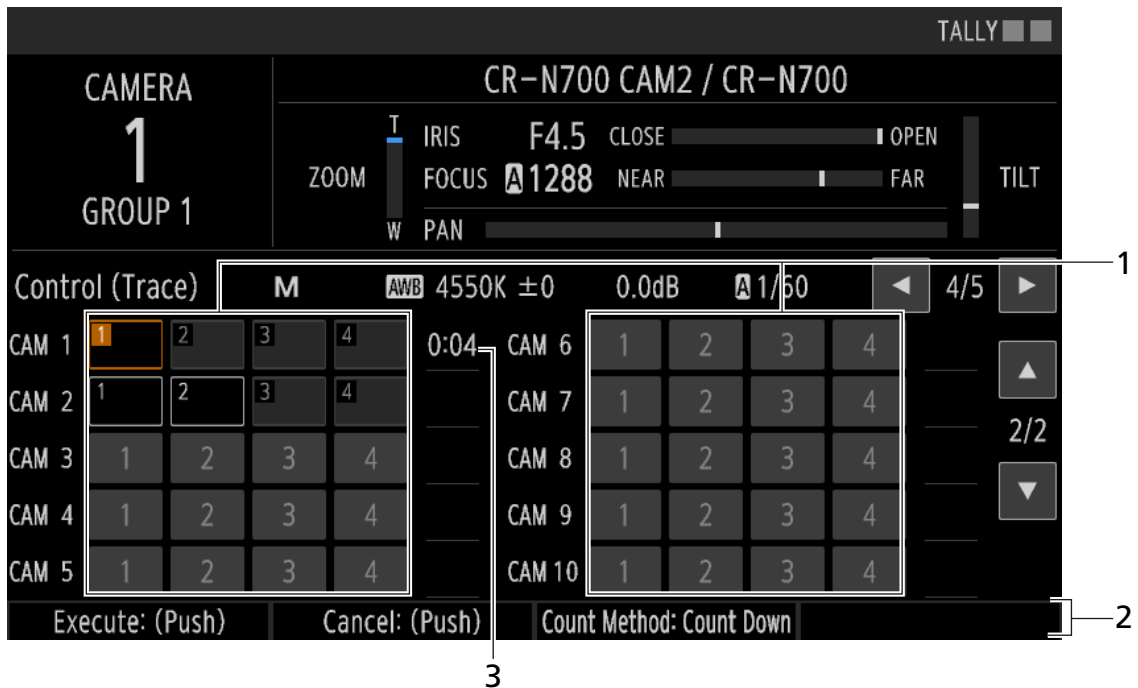 TALLY
CAMERA
1
GROUP 1
CR-N700 CAM2 / CR-N700
ZOOM
T
W
IRIS F4.5 CLOSE OPEN
FOCUS A 1288 NEAR FAR
PAN
TILT
Control (Trace) M AWB 4550K ±0 0.0dB A 1/60 ◀ 4/5 ▶
1
CAM 1 1 2 3 4 0:04 CAM 6 1 2 3 4
▲
CAM 2 1 2 3 4 CAM 7 1 2 3 4
2/2
CAM 3 1 2 3 4 CAM 8 1 2 3 4
▼
CAM 4 1 2 3 4 CAM 9 1 2 3 4
CAM 5 1 2 3 4 CAM 10 1 2 3 4
Execute: (Push) Cancel: (Push) Count Method: Count Down
2
3